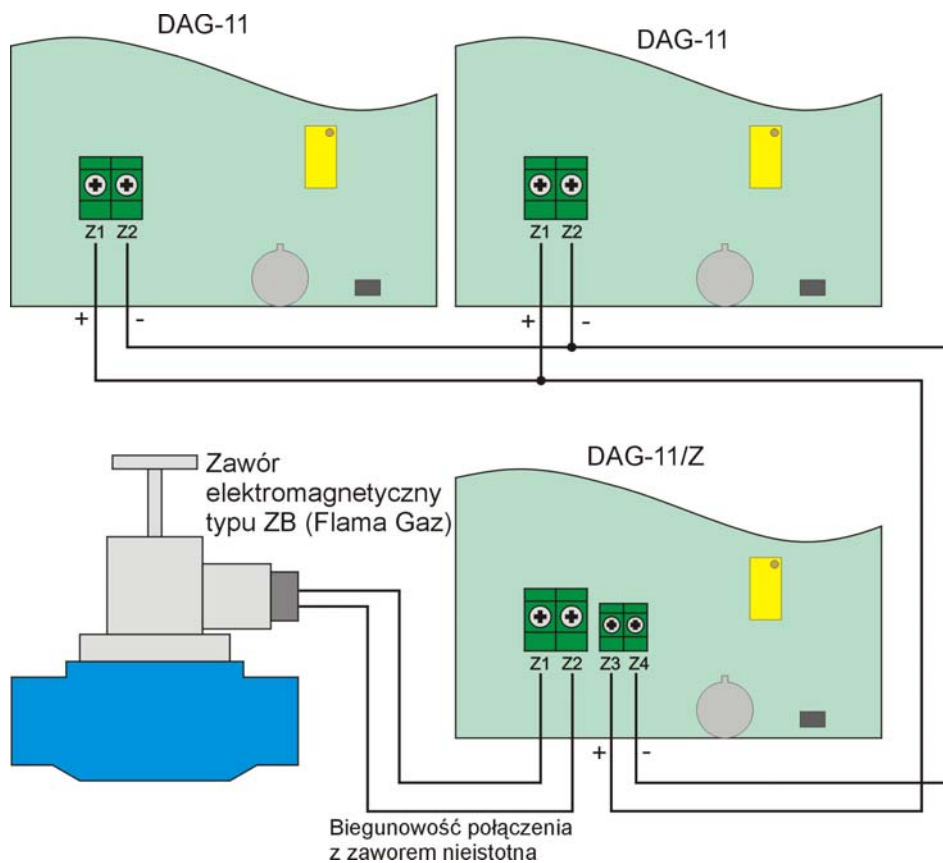 DAG-11
DAG-11
Z1 Z2
Z1 Z2
+ -
+ -
Zawór
elektromagnetyczny
typu ZB (Flama Gaz)
DAG-11/Z
Z1 Z2 Z3 Z4
+ -
Biegunowość połączenia
z zaworem nieistotna